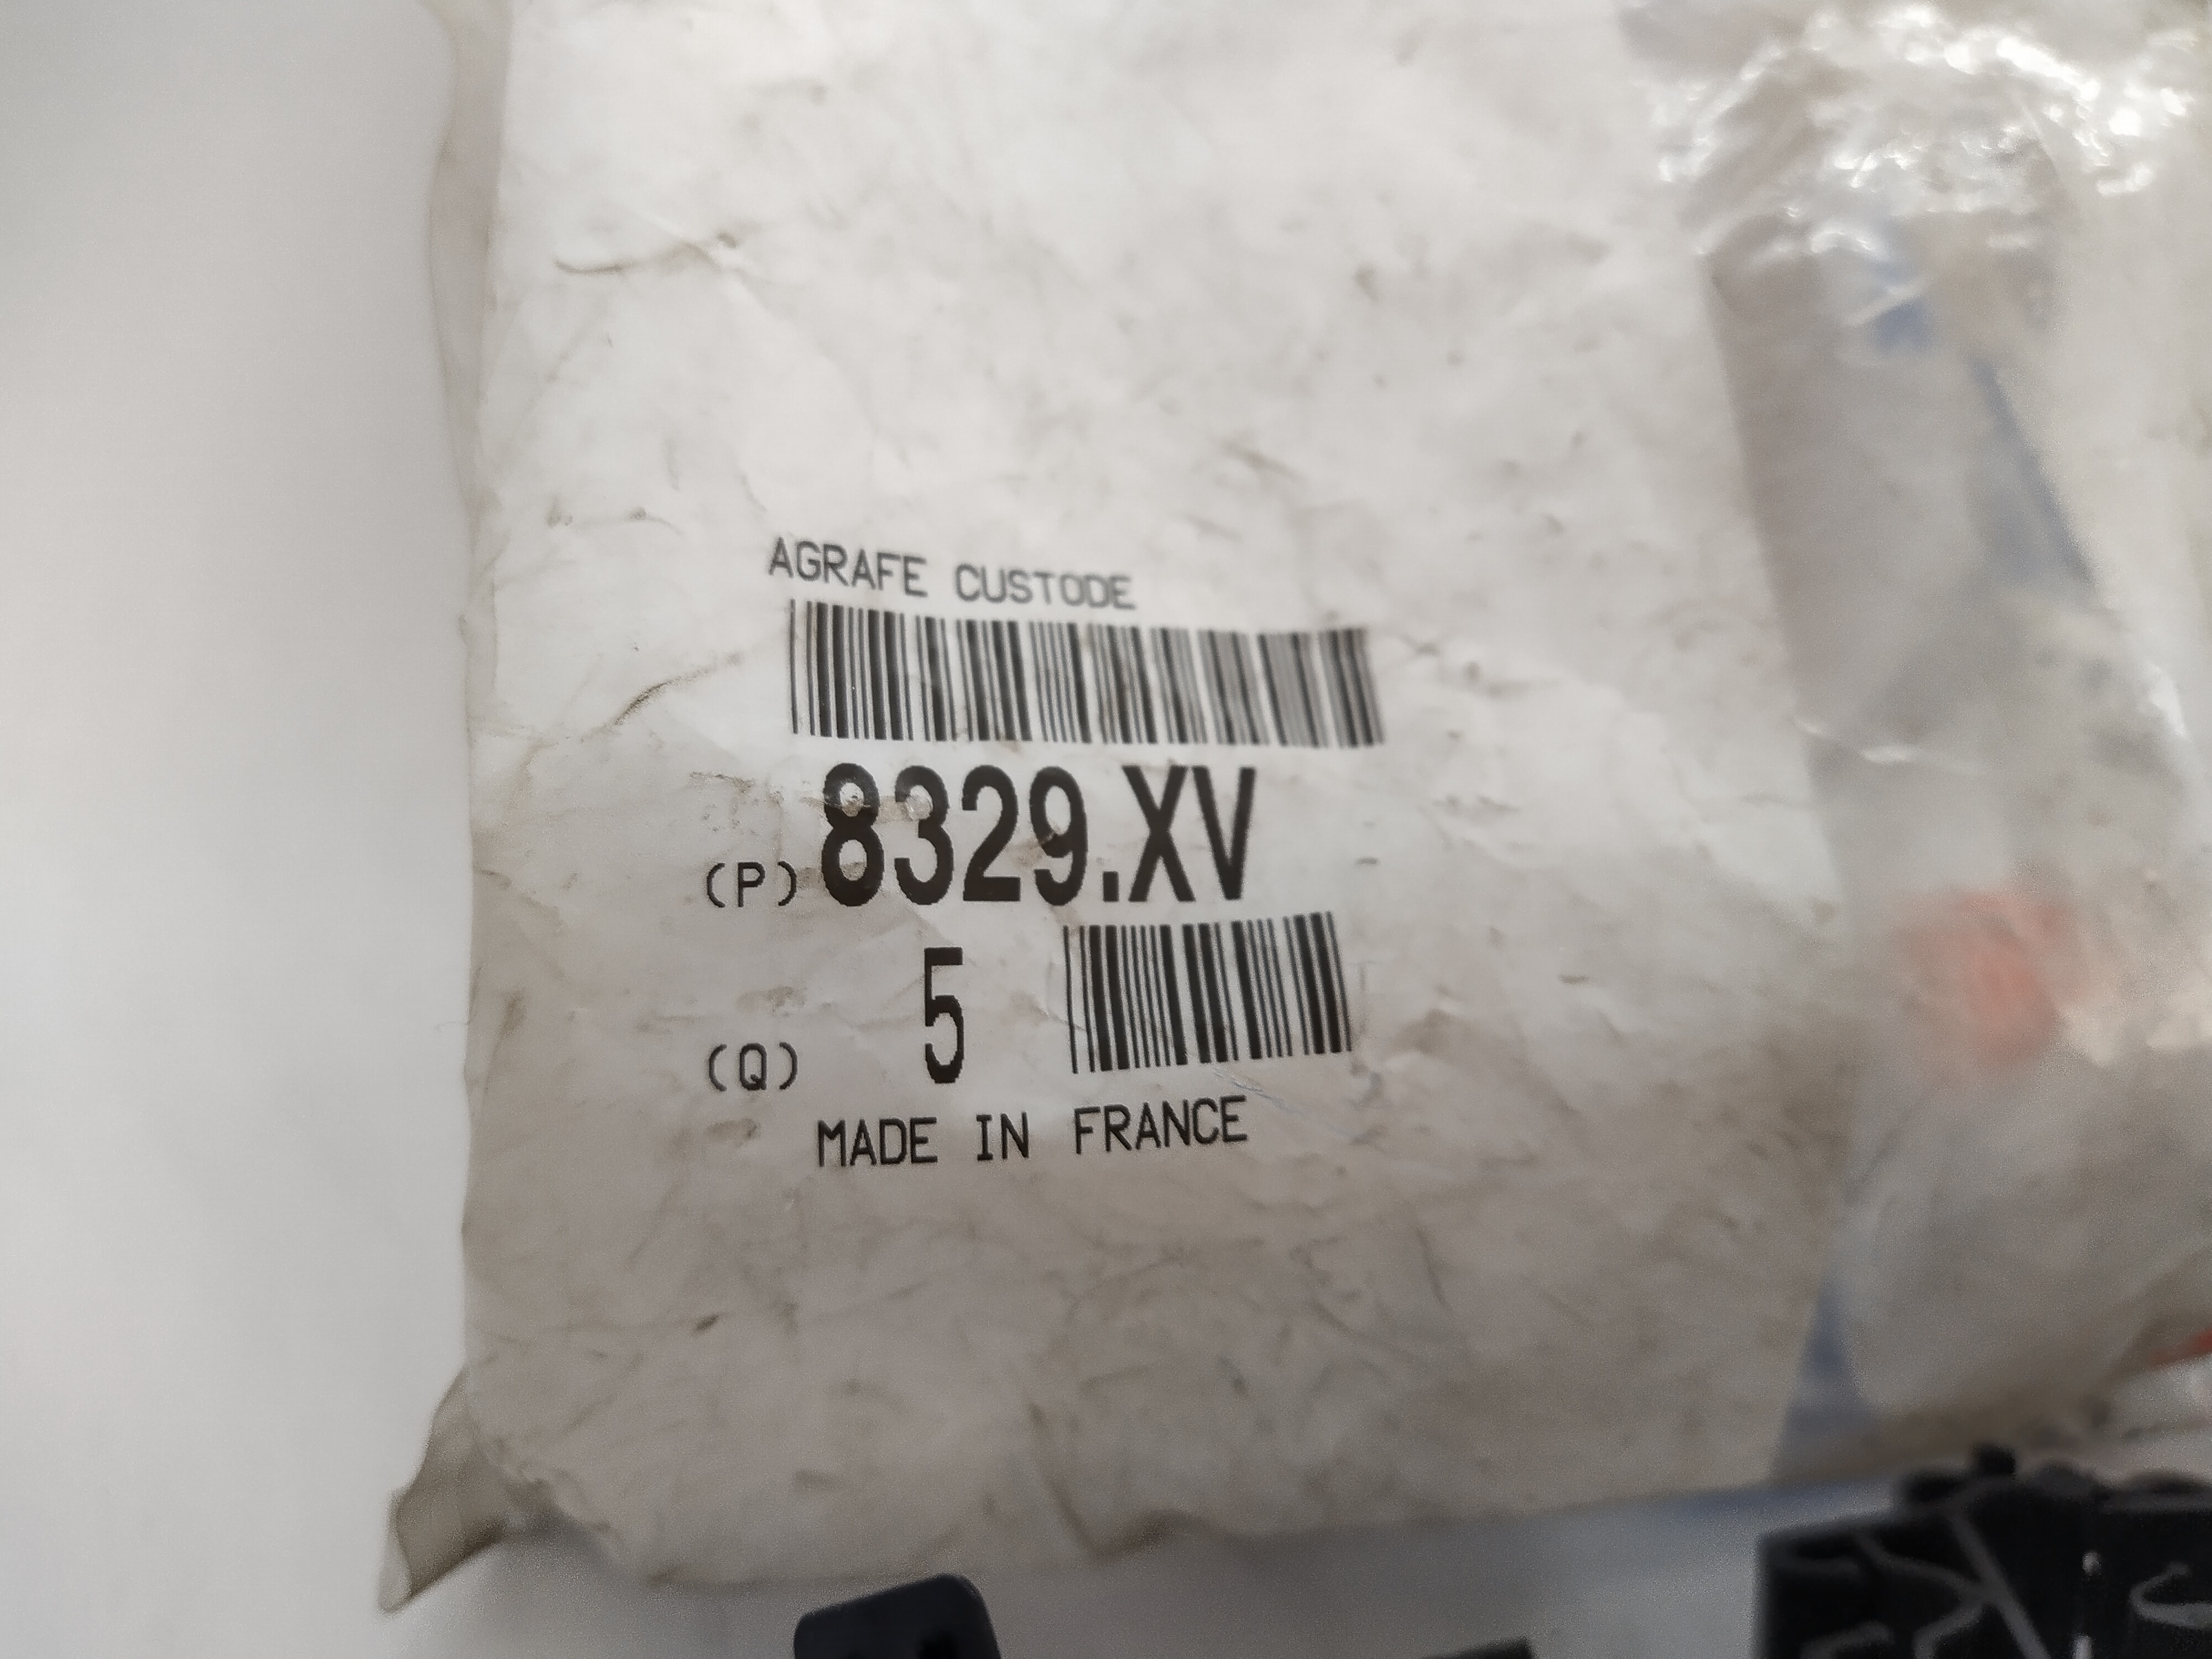 AGRAFE CUSTODE
(P) 8329.XV
(Q) 5
MADE IN FRANCE